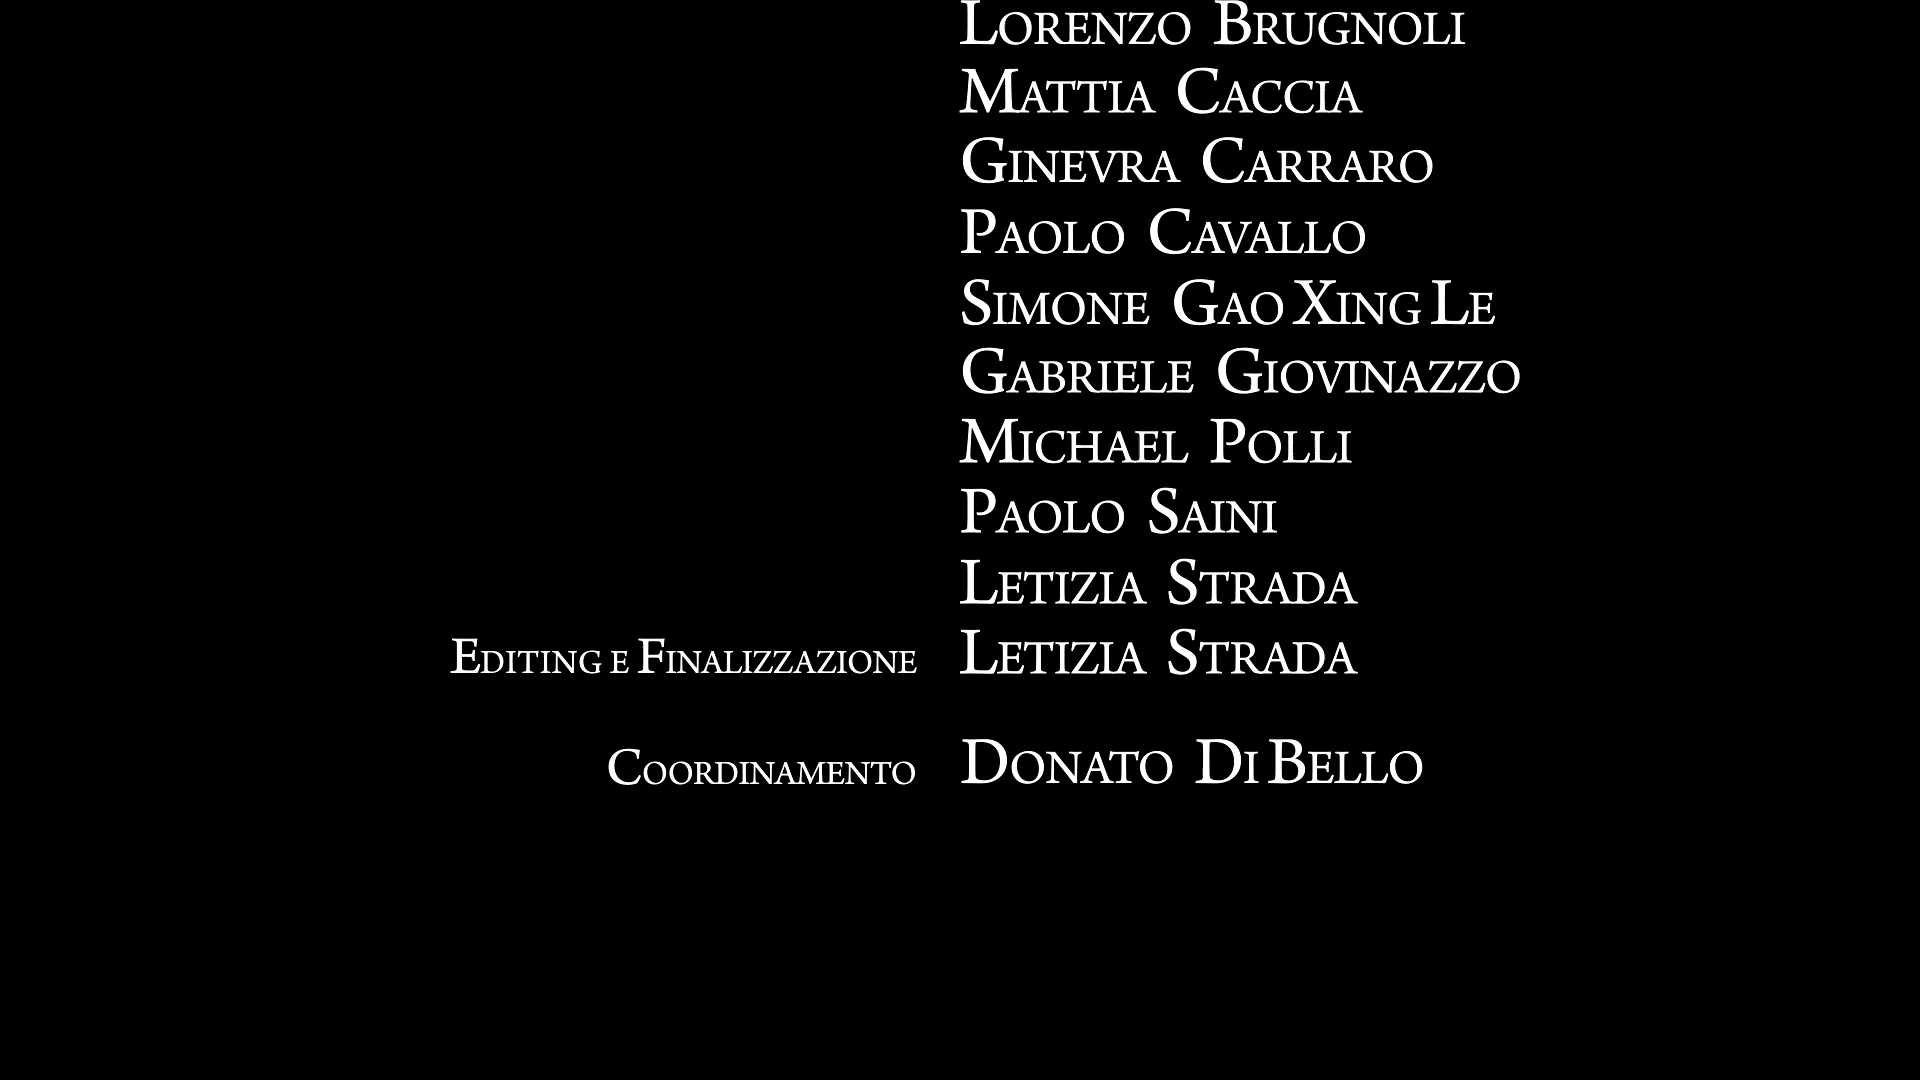 Lorenzo Brugnoli
Mattia Caccia
Ginevra Carraro
Paolo Cavallo
Simone Gao Xing Le
Gabriele Giovinazzo
Michael Polli
Paolo Saini
Letizia Strada
Editing e Finalizzazione Letizia Strada
Coordinamento Donato Di Bello